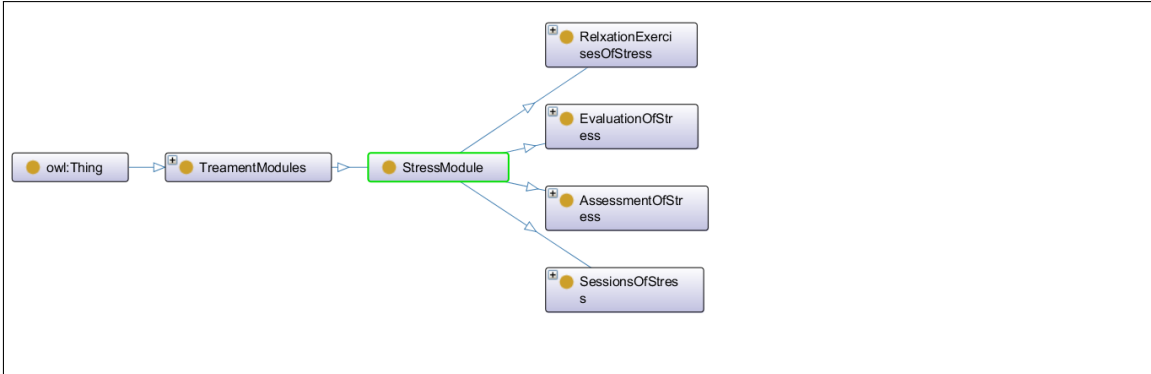 RelxationExerci
sesOfStress
EvaluationOfStr
ess
owl:Thing
TreamentModules
StressModule
AssessmentOfStr
ess
SessionsOfStres
s